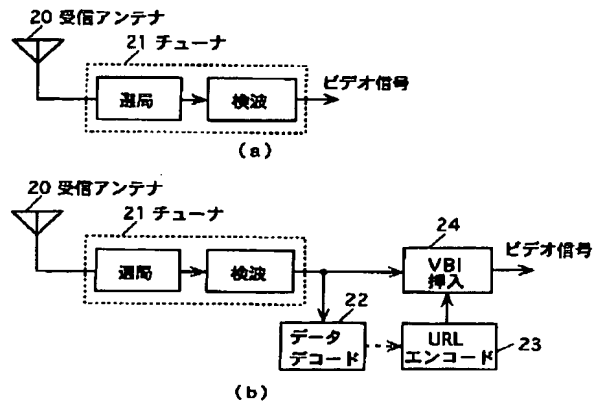 20 受信アンテナ
21 チューナ
選局
検波
ビデオ信号
(a)
20 受信アンテナ
21 チューナ
24
ビデオ信号
選局
検波
VBI
挿入
22
データ
デコード
URL
エンコード
23
(b)